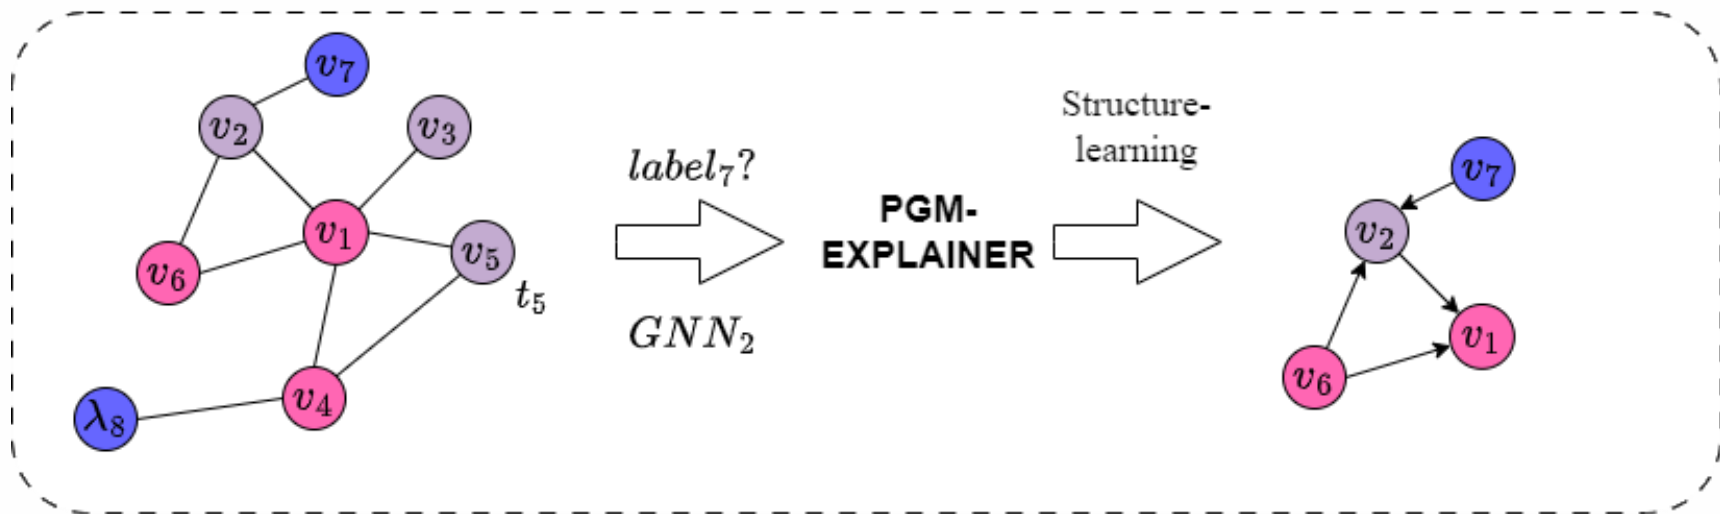 v₇
v₂
v₃
v₁
v₅
v₆
t₅
v₄
λ₈
label₇?
GNN₂
PGM-
EXPLAINER
Structure-
learning
v₇
v₂
v₁
v₆